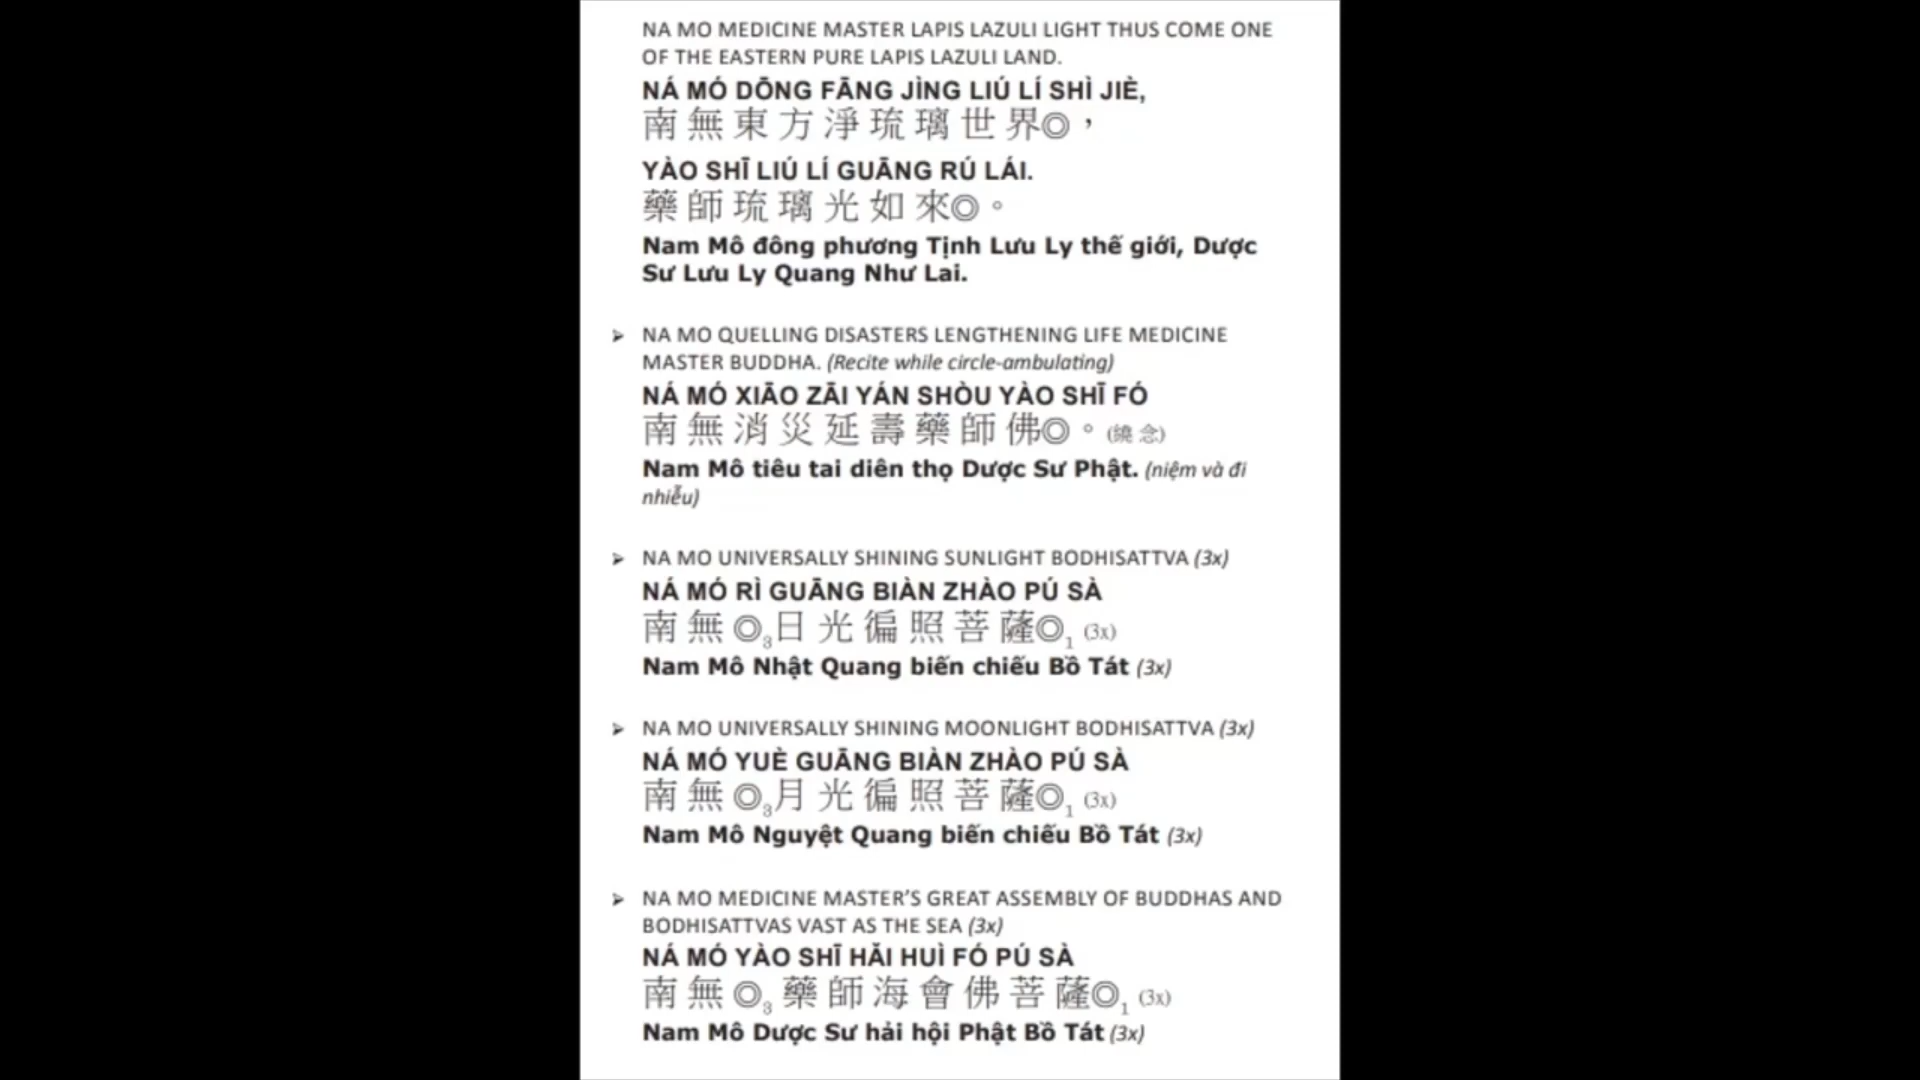 NA MO MEDICINE MASTER LAPIS LAZULI LIGHT THUS COME ONE
OF THE EASTERN PURE LAPIS LAZULI LAND.
NÁ MÓ DŌNG FĀNG JÌNG LIÚ LÍ SHÌ JIÈ,
南無東方淨琉璃世界◎，
YÀO SHĪ LIÚ LÍ GUĀNG RÚ LÁI.
藥師琉璃光如來◎。
Nam Mô đông phương Tịnh Lưu Ly thế giới, Dược
Sư Lưu Ly Quang Như Lai.
➢ NA MO QUELLING DISASTERS LENGTHENING LIFE MEDICINE
MASTER BUDDHA. (Recite while circle-ambulating)
NÁ MÓ XIĀO ZĀI YÁN SHÒU YÀO SHĪ FÓ
南無消災延壽藥師佛◎。(繞念)
Nam Mô tiêu tai diên thọ Dược Sư Phật. (niệm và đi
nhiễu)
➢ NA MO UNIVERSALLY SHINING SUNLIGHT BODHISATTVA (3x)
NÁ MÓ RÌ GUĀNG BIÀN ZHÀO PÚ SÀ
南無◎3日光徧照菩薩◎1 (3x)
Nam Mô Nhật Quang biến chiếu Bồ Tát (3x)
➢ NA MO UNIVERSALLY SHINING MOONLIGHT BODHISATTVA (3x)
NÁ MÓ YUÈ GUĀNG BIÀN ZHÀO PÚ SÀ
南無◎3月光徧照菩薩◎1 (3x)
Nam Mô Nguyệt Quang biến chiếu Bồ Tát (3x)
➢ NA MO MEDICINE MASTER’S GREAT ASSEMBLY OF BUDDHAS AND
BODHISATTVAS VAST AS THE SEA (3x)
NÁ MÓ YÀO SHĪ HǍI HUÌ FÓ PÚ SÀ
南無◎3藥師海會佛菩薩◎1 (3x)
Nam Mô Dược Sư hải hội Phật Bồ Tát (3x)